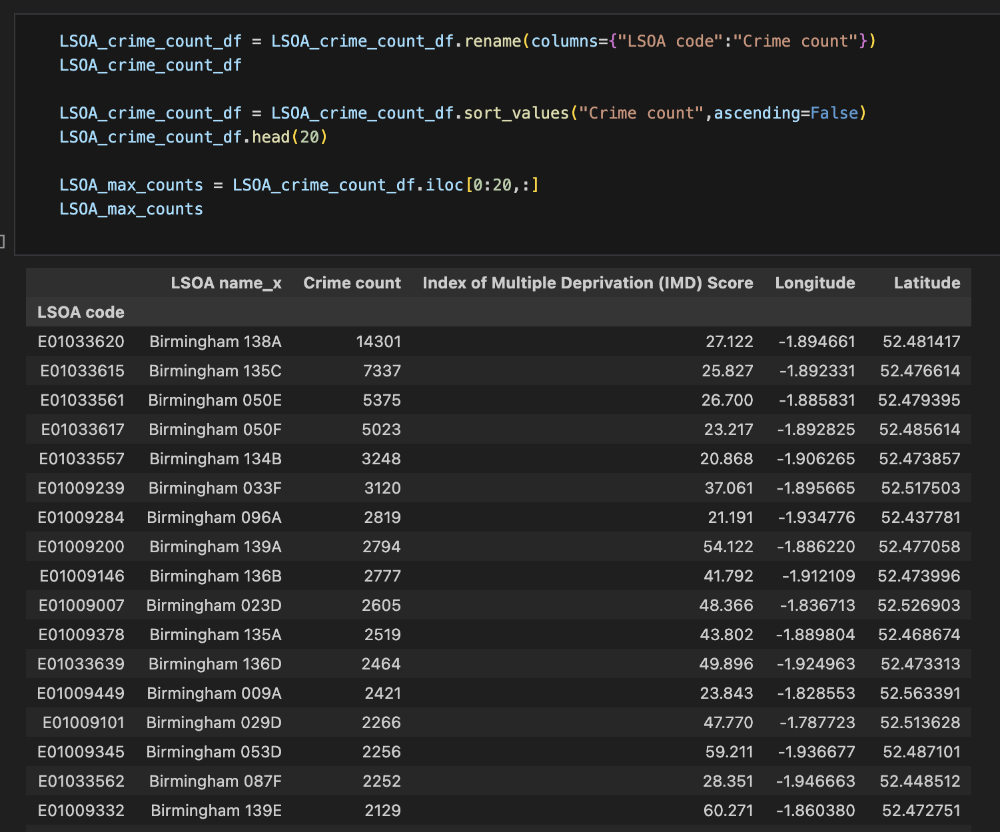 LSOA_crime_count_df = LSOA_crime_count_df.rename(columns={"LSOA code":"Crime count"})
LSOA_crime_count_df
LSOA_crime_count_df = LSOA_crime_count_df.sort_values("Crime count",ascending=False)
LSOA_crime_count_df.head(20)
LSOA_max_counts = LSOA_crime_count_df.iloc[0:20,:]
LSOA_max_counts
]
LSOA name_x Crime count Index of Multiple Deprivation (IMD) Score Longitude Latitude
LSOA code
E01033620 Birmingham 138A 14301 27.122 -1.894661 52.481417
E01033615 Birmingham 135C 7337 25.827 -1.892331 52.476614
E01033561 Birmingham 050E 5375 26.700 -1.885831 52.479395
E01033617 Birmingham 050F 5023 23.217 -1.892825 52.485614
E01033557 Birmingham 134B 3248 20.868 -1.906265 52.473857
E01009239 Birmingham 033F 3120 37.061 -1.895665 52.517503
E01009284 Birmingham 096A 2819 21.191 -1.934776 52.437781
E01009200 Birmingham 139A 2794 54.122 -1.886220 52.477058
E01009146 Birmingham 136B 2777 41.792 -1.912109 52.473996
E01009007 Birmingham 023D 2605 48.366 -1.836713 52.526903
E01009378 Birmingham 135A 2519 43.802 -1.889804 52.468674
E01033639 Birmingham 136D 2464 49.896 -1.924963 52.473313
E01009449 Birmingham 009A 2421 23.843 -1.828553 52.563391
E01009101 Birmingham 029D 2266 47.770 -1.787723 52.513628
E01009345 Birmingham 053D 2256 59.211 -1.936677 52.487101
E01033562 Birmingham 087F 2252 28.351 -1.946663 52.448512
E01009332 Birmingham 139E 2129 60.271 -1.860380 52.472751